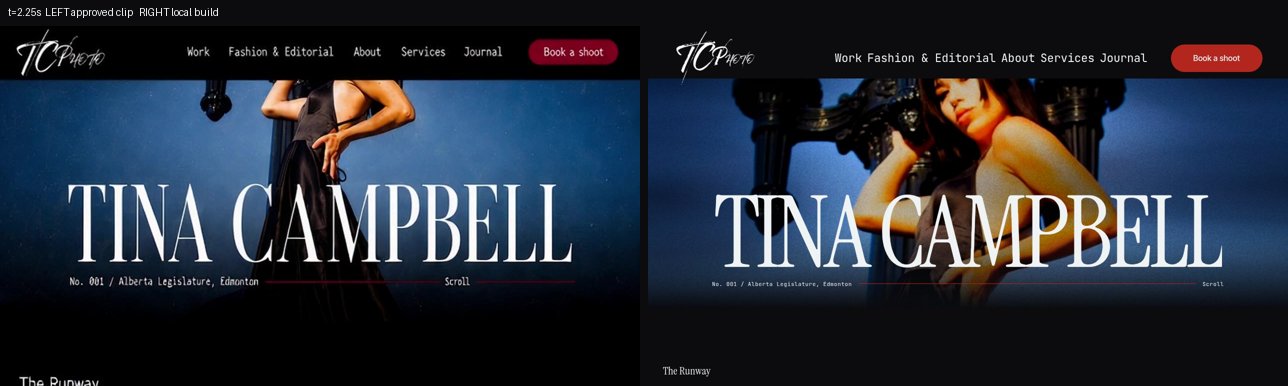 t=2.25s LEFT approved clip RIGHT local build
TCPhoto
Work Fashion & Editorial About Services Journal Book a shoot
TINA CAMPBELL
No. 001 / Alberta Legislature, Edmonton Scroll
The Runway
TCPhoto
Work Fashion & Editorial About Services Journal Book a shoot
TINA CAMPBELL
No. 001 / Alberta Legislature, Edmonton Scroll
The Runway